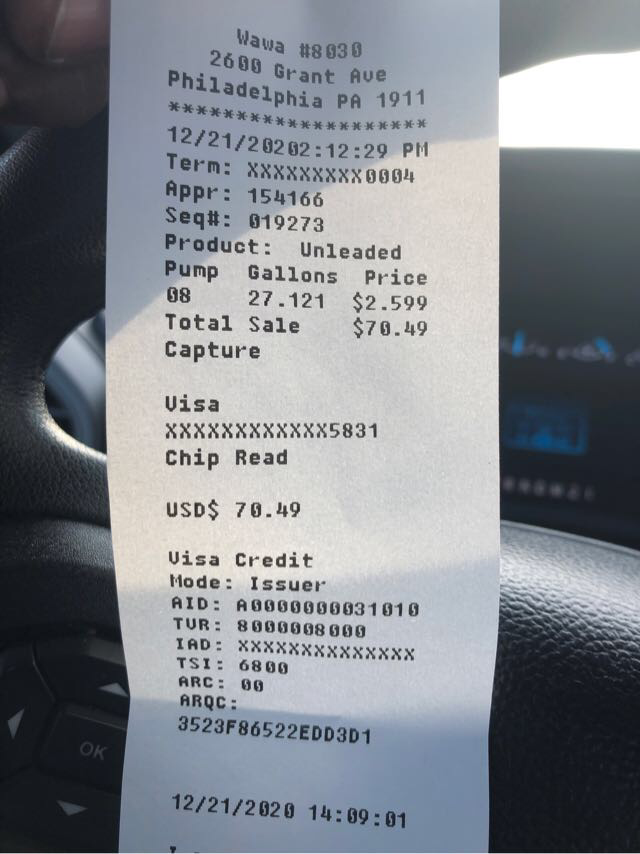 Wawa #8030
2600 Grant Ave
Philadelphia PA 1911
*******************
12/21/20202:12:29 PM
Term: XXXXXXXXX0004
Appr: 154166
Seq#: 019273
Product: Unleaded
Pump Gallons Price
08 27.121 $2.599
Total Sale $70.49
Capture
Visa
XXXXXXXXXXXX5831
Chip Read
USD$ 70.49
Visa Credit
Mode: Issuer
AID: A0000000031010
TVR: 8000008000
IAD: XXXXXXXXXXXXXX
TSI: 6800
ARC: 00
ARQC:
3523F86522EDD3D1
12/21/2020 14:09:01
OK